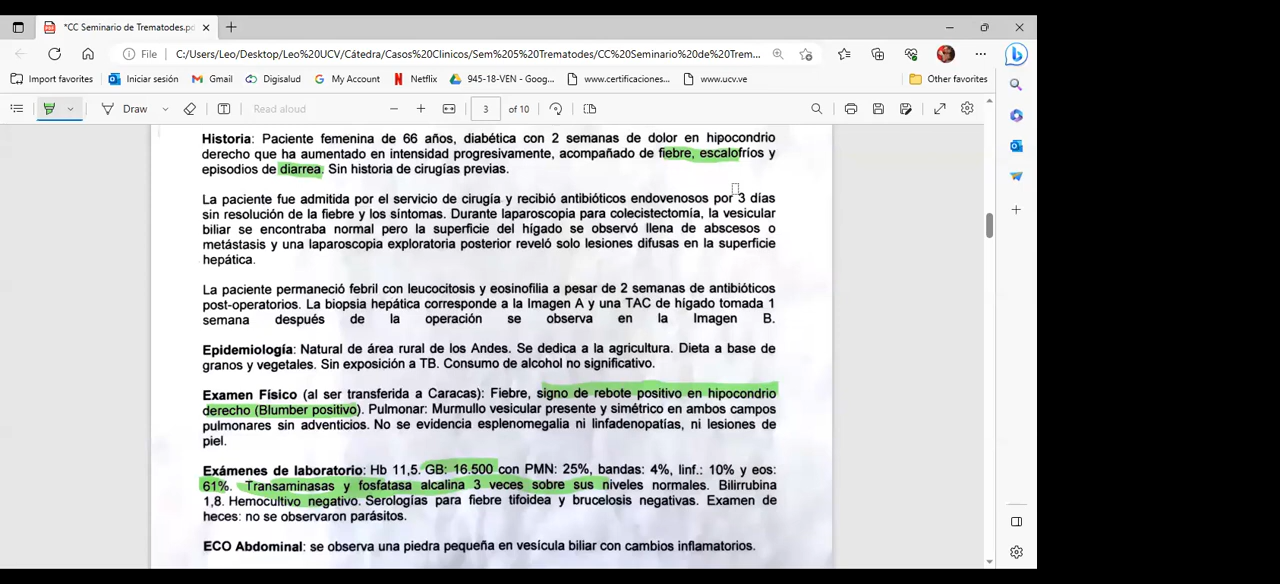 *CC Seminario de Trematodes.pd
File
C:/Users/Leo/Desktop/Leo%20UCV/Cátedra/Casos%20Clinicos/Sem%205%20Trematodes/CC%20Seminario%20de%20Trem...
Import favorites
Iniciar sesión
Gmail
Digisalud
My Account
Netflix
945-18-VEN - Goog...
www.certificaciones...
www.ucv.ve
Other favorites
Draw
Read aloud
3
of 10
Historia: Paciente femenina de 66 años, diabética con 2 semanas de dolor en hipocondrio
derecho que ha aumentado en intensidad progresivamente, acompañado de fiebre, escalofríos y
episodios de diarrea. Sin historia de cirugías previas.
La paciente fue admitida por el servicio de cirugía y recibió antibióticos endovenosos por 3 días
sin resolución de la fiebre y los síntomas. Durante laparoscopia para colecistectomía, la vesicular
biliar se encontraba normal pero la superficie del hígado se observó llena de abscesos o
metástasis y una laparoscopia exploratoria posterior reveló solo lesiones difusas en la superficie
hepática.
La paciente permaneció febril con leucocitosis y eosinofilia a pesar de 2 semanas de antibióticos
post-operatorios. La biopsia hepática corresponde a la Imagen A y una TAC de hígado tomada 1
semana después de la operación se observa en la Imagen B.
Epidemiología: Natural de área rural de los Andes. Se dedica a la agricultura. Dieta a base de
granos y vegetales. Sin exposición a TB. Consumo de alcohol no significativo.
Examen Físico (al ser transferida a Caracas): Fiebre, signo de rebote positivo en hipocondrio
derecho (Blumber positivo). Pulmonar: Murmullo vesicular presente y simétrico en ambos campos
pulmonares sin adventicios. No se evidencia esplenomegalia ni linfadenopatías, ni lesiones de
piel.
Exámenes de laboratorio: Hb 11,5. GB: 16.500 con PMN: 25%, bandas: 4%, linf.: 10% y eos:
61%. Transaminasas y fosfatasa alcalina 3 veces sobre sus niveles normales. Bilirrubina
1,8. Hemocultivo negativo. Serologías para fiebre tifoidea y brucelosis negativas. Examen de
heces: no se observaron parásitos.
ECO Abdominal: se observa una piedra pequeña en vesícula biliar con cambios inflamatorios.